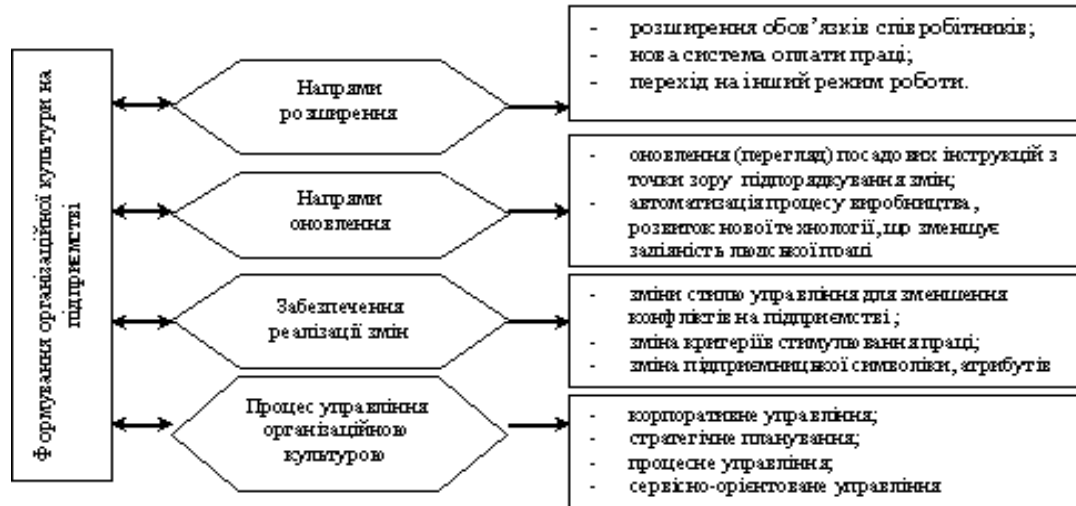 Формування організаційної культури на
підприємстві
Напрями
розширення
- розширення обов’язків співробітників;
- нова система оплати праці;
- перехід на інший режим роботи.
Напрями
оновлення
- оновлення (перегляд) посадових інструкцій з
точки зору підпорядкування змін;
- автоматизація процесу виробництва,
розвиток нової технології, що зменшує
задіяність людської праці
Забезпечення
реалізації змін
- зміни стилю управління для зменшення
конфліктів на підприємстві;
- зміна критеріїв стимулювання праці;
- зміна підприємницької символіки, атрибутів
Процес управління
організаційною
культурою
- корпоративне управління;
- стратегічне планування;
- процесне управління;
- сервісно-орієнтоване управління